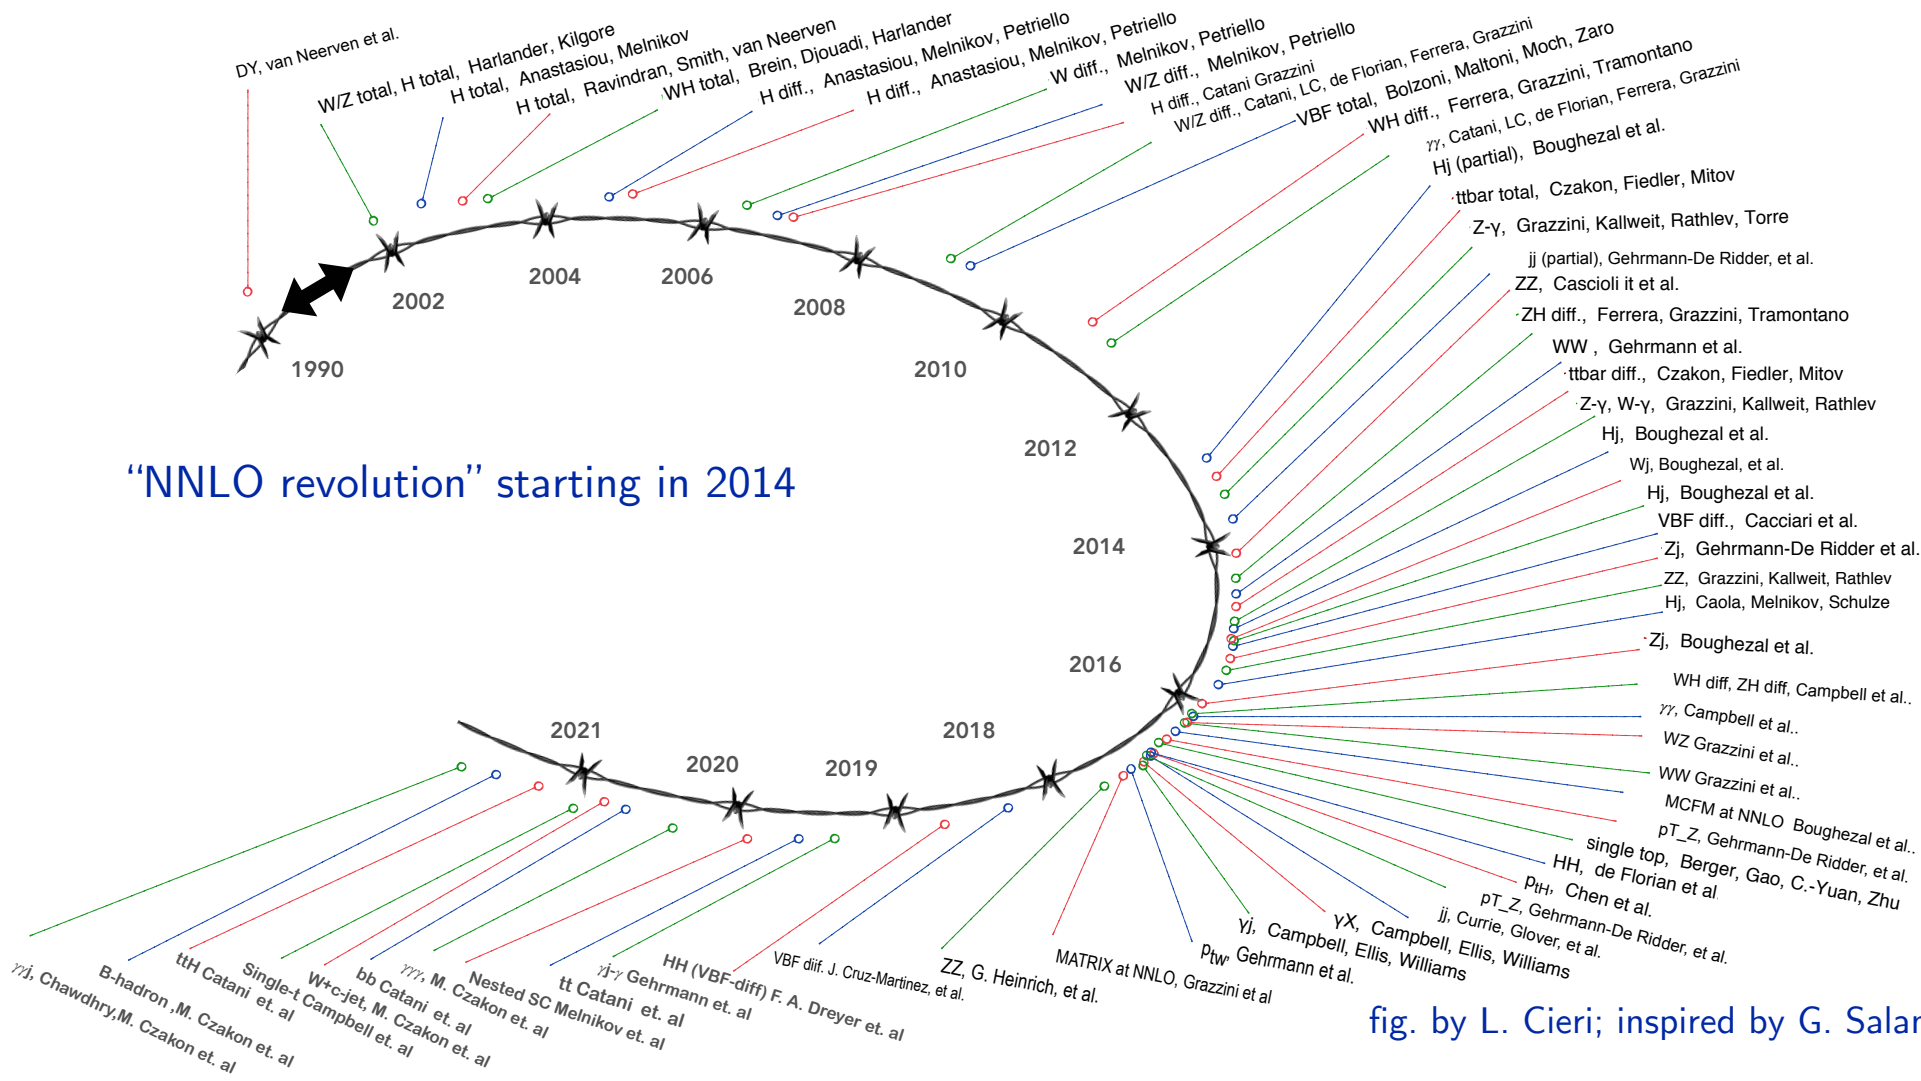 DY, van Neerven et al.
W/Z total, H total, Harlander, Kilgore
H total, Anastasiou, Melnikov
H total, Ravindran, Smith, van Neerven
WH total, Brein, Djouadi, Harlander
H diff., Anastasiou, Melnikov, Petriello
H diff., Anastasiou, Melnikov, Petriello
W diff., Melnikov, Petriello
W/Z diff., Melnikov, Petriello
H diff., Catani Grazzini
W/Z diff., Catani, LC, de Florian, Ferrera, Grazzini
VBF total, Bolzoni, Maltoni, Moch, Zaro
WH diff., Ferrera, Grazzini, Tramontano
γγ, Catani, LC, de Florian, Ferrera, Grazzini
Hj (partial), Boughezal et al.
ttbar total, Czakon, Fiedler, Mitov
Z-γ, Grazzini, Kallweit, Rathlev, Torre
jj (partial), Gehrmann-De Ridder, et al.
ZZ, Cascioli it et al.
ZH diff., Ferrera, Grazzini, Tramontano
WW , Gehrmann et al.
ttbar diff., Czakon, Fiedler, Mitov
Z-γ, W-γ, Grazzini, Kallweit, Rathlev
Hj, Boughezal et al.
Wj, Boughezal, et al.
Hj, Boughezal et al.
VBF diff., Cacciari et al.
Zj, Gehrmann-De Ridder et al.
ZZ, Grazzini, Kallweit, Rathlev
Hj, Caola, Melnikov, Schulze
Zj, Boughezal et al.
WH diff, ZH diff, Campbell et al..
γγ, Campbell et al..
WZ Grazzini et al..
WW Grazzini et al..
MCFM at NNLO Boughezal et al..
pT_Z, Gehrmann-De Ridder, et al.
single top, Berger, Gao, C.-Yuan, Zhu
HH, de Florian et al.
ptH, Chen et al.
pT_Z, Gehrmann-De Ridder, et al.
jj, Currie, Glover, et al.
γX, Campbell, Ellis, Williams
γj, Campbell, Ellis, Williams
ptW, Gehrmann et al.
MATRIX at NNLO, Grazzini et al
ZZ, G. Heinrich, et al.
VBF diif. J. Cruz-Martinez, et al.
HH (VBF-diff) F. A. Dreyer et. al
γj-γ Gehrmann et. al
tt Catani et. al
Nested SC Melnikov et. al
γγγ, M. Czakon et. al
bb Catani et. al
W+c-jet, M. Czakon et. al
Single-t Campbell et. al
ttH Catani et. al
B-hadron ,M. Czakon et. al
γγj, Chawdhry,M. Czakon et. al
1990
2002
2004
2006
2008
2010
2012
2014
2016
2018
2019
2020
2021
“NNLO revolution” starting in 2014
fig. by L. Cieri; inspired by G. Salam